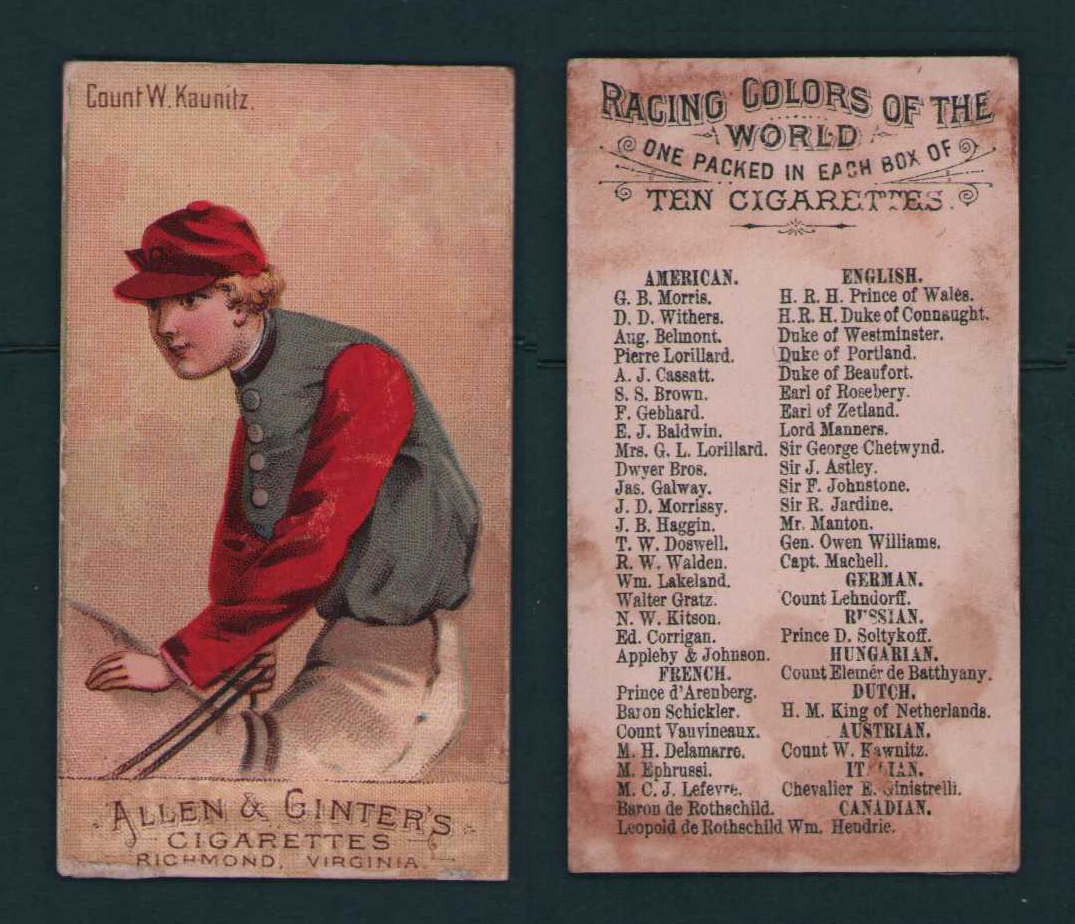 Count W. Kaunitz.
ALLEN & GINTER'S
CIGARETTES
RICHMOND, VIRGINIA.
RACING COLORS OF THE
WORLD
ONE PACKED IN EACH BOX OF
TEN CIGARETTES.
AMERICAN.
G. B. Morris.
D. D. Withers.
Aug. Belmont.
Pierre Lorillard.
A. J. Cassatt.
S. S. Brown.
F. Gebhard.
E. J. Baldwin.
Mrs. G. L. Lorillard.
Dwyer Bros.
Jas. Galway.
J. D. Morrissy.
J. B. Haggin.
T. W. Doswell.
R. W. Walden.
Wm. Lakeland.
Walter Gratz.
N. W. Kitson.
Ed. Corrigan.
Appleby & Johnson.
FRENCH.
Prince d'Arenberg.
Baron Schickler.
Count Vauvineaux.
M. H. Delamarre.
M. Ephrussi.
M. C. J. Lefevre.
Baron de Rothschild.
Leopold de Rothschild
ENGLISH.
H. R. H. Prince of Wales.
H.R.H. Duke of Connaught.
Duke of Westminster.
Duke of Portland.
Duke of Beaufort.
Earl of Rosebery.
Earl of Zetland.
Lord Manners.
Sir George Chetwynd.
Sir J. Astley.
Sir F. Johnstone.
Sir R. Jardine.
Mr. Manton.
Gen. Owen Williams.
Capt. Machell.
GERMAN.
Count Lehndorff.
RUSSIAN.
Prince D. Soltykoff.
HUNGARIAN.
Count Elemér de Batthyany.
DUTCH.
H. M. King of Netherlands.
AUSTRIAN.
Count W. Kawnitz.
ITALIAN.
Chevalier E. Ginistrelli.
CANADIAN.
Wm. Hendrie.